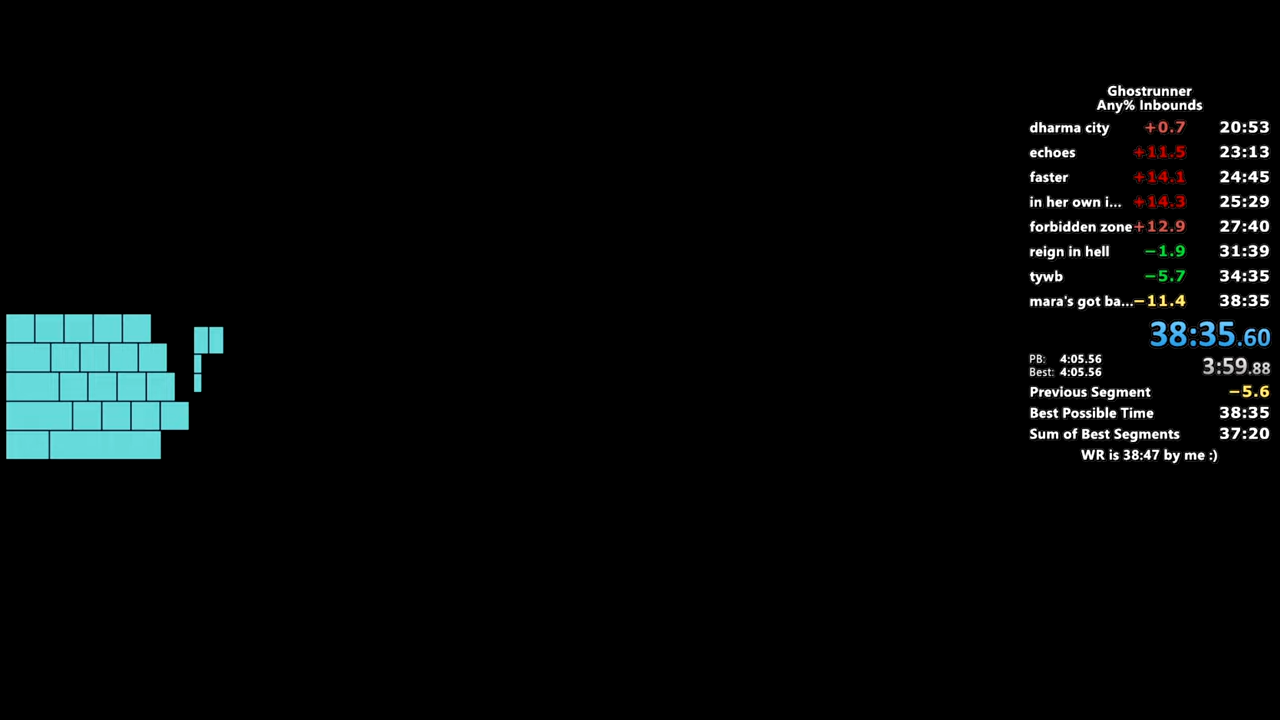 Ghostrunner
Any% Inbounds
dharma city +0.7 20:53
echoes +11.5 23:13
faster +14.1 24:45
in her own i... +14.3 25:29
forbidden zone +12.9 27:40
reign in hell −1.9 31:39
tywb −5.7 34:35
mara's got ba... −11.4 38:35
38:35.60
PB: 4:05.56
Best: 4:05.56
3:59.88
Previous Segment −5.6
Best Possible Time 38:35
Sum of Best Segments 37:20
WR is 38:47 by me :)